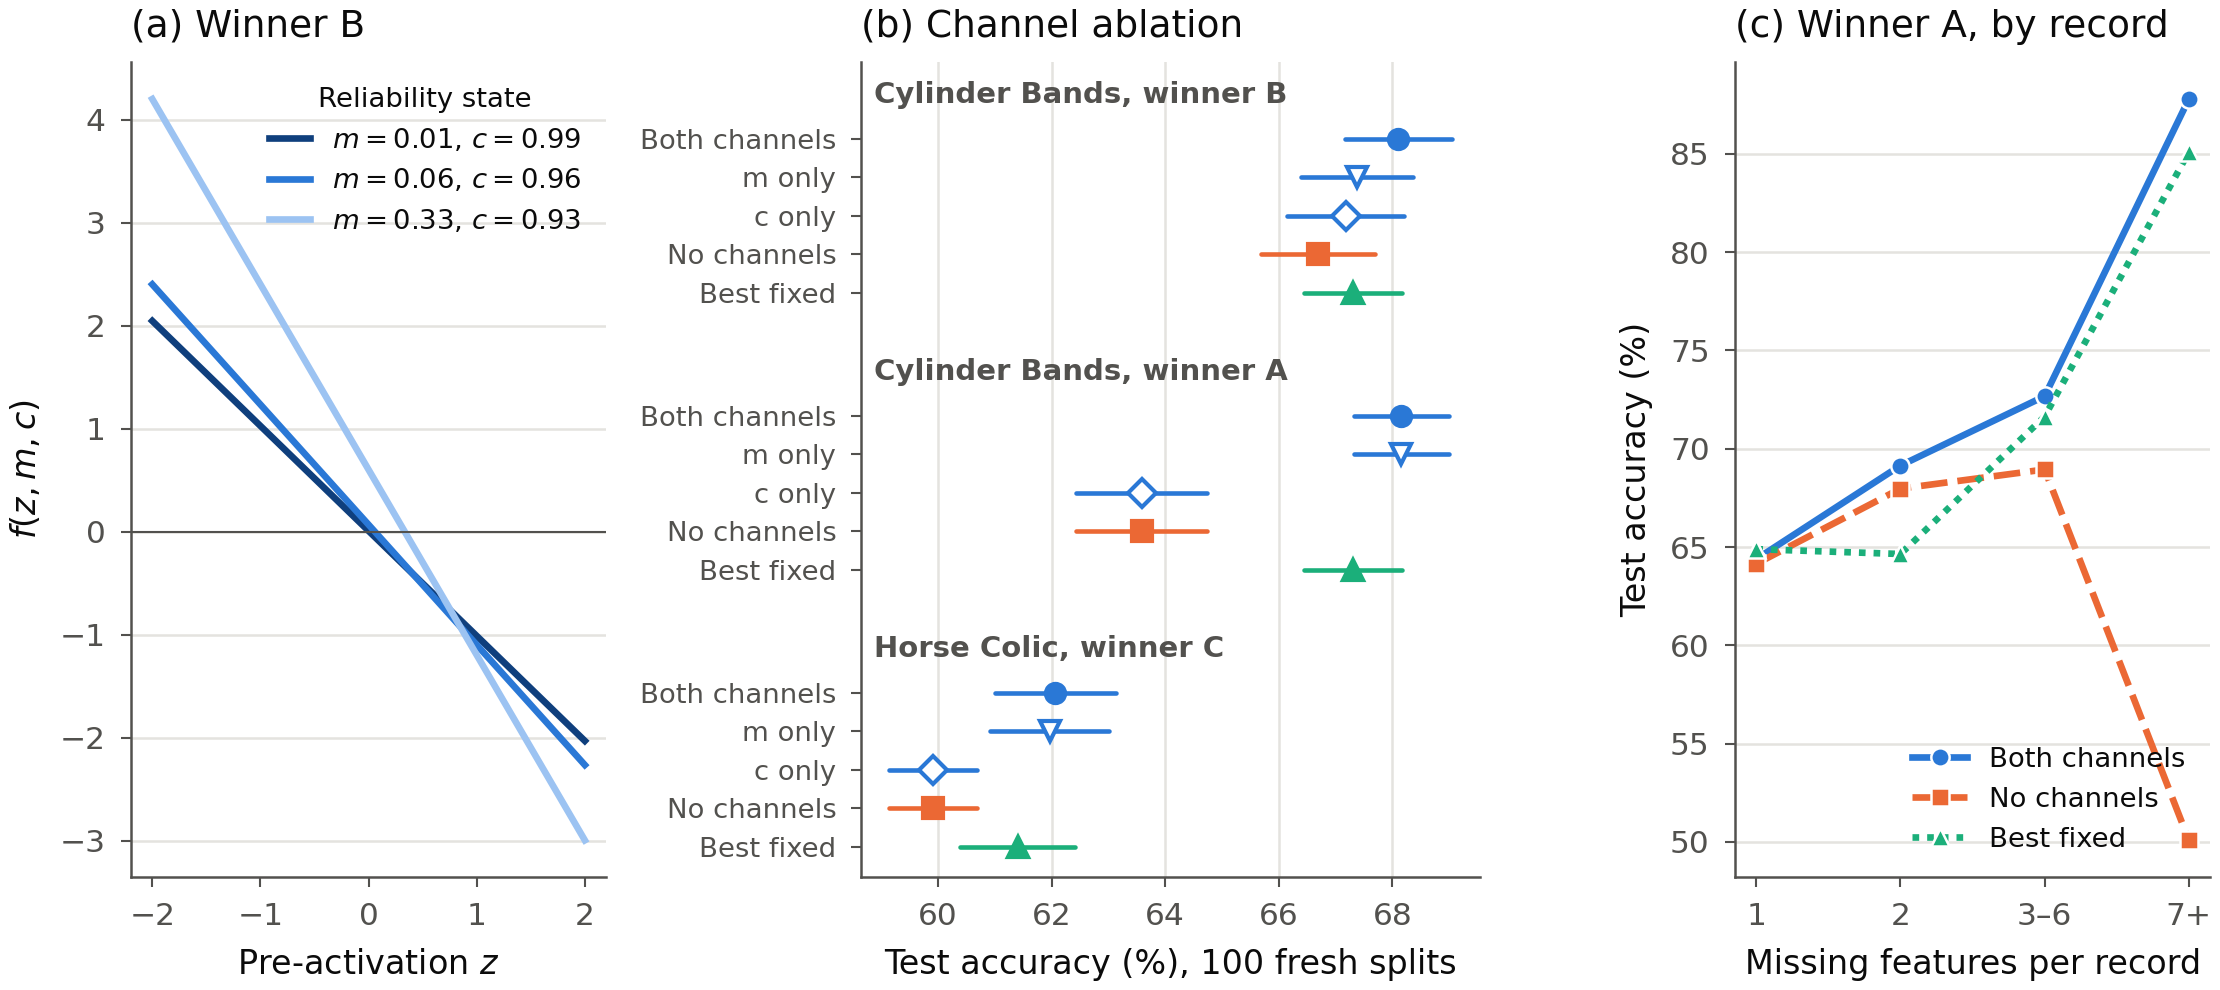 (a) Winner B
Reliability state
m = 0.01, c = 0.99
m = 0.06, c = 0.96
m = 0.33, c = 0.93
4
3
2
1
0
−1
−2
−3
f(z, m, c)
−2 −1 0 1 2
Pre-activation z
(b) Channel ablation
Cylinder Bands, winner B
Both channels
m only
c only
No channels
Best fixed
Cylinder Bands, winner A
Both channels
m only
c only
No channels
Best fixed
Horse Colic, winner C
Both channels
m only
c only
No channels
Best fixed
60 62 64 66 68
Test accuracy (%), 100 fresh splits
(c) Winner A, by record
85
80
75
70
65
60
55
50
Test accuracy (%)
Both channels
No channels
Best fixed
1 2 3–6 7+
Missing features per record